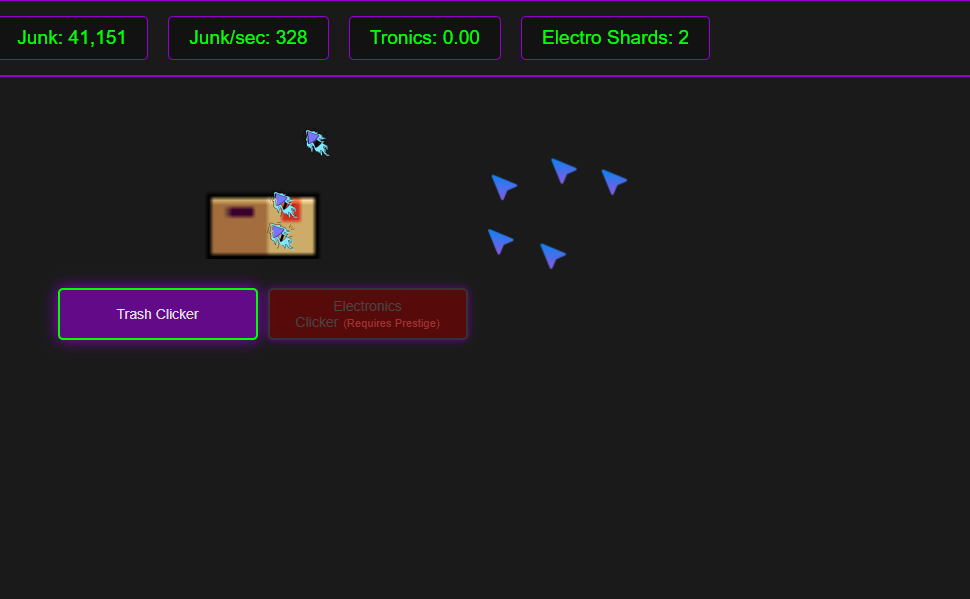 Junk: 41,151
Junk/sec: 328
Tronics: 0.00
Electro Shards: 2
Trash Clicker
Electronics
Clicker (Requires Prestige)